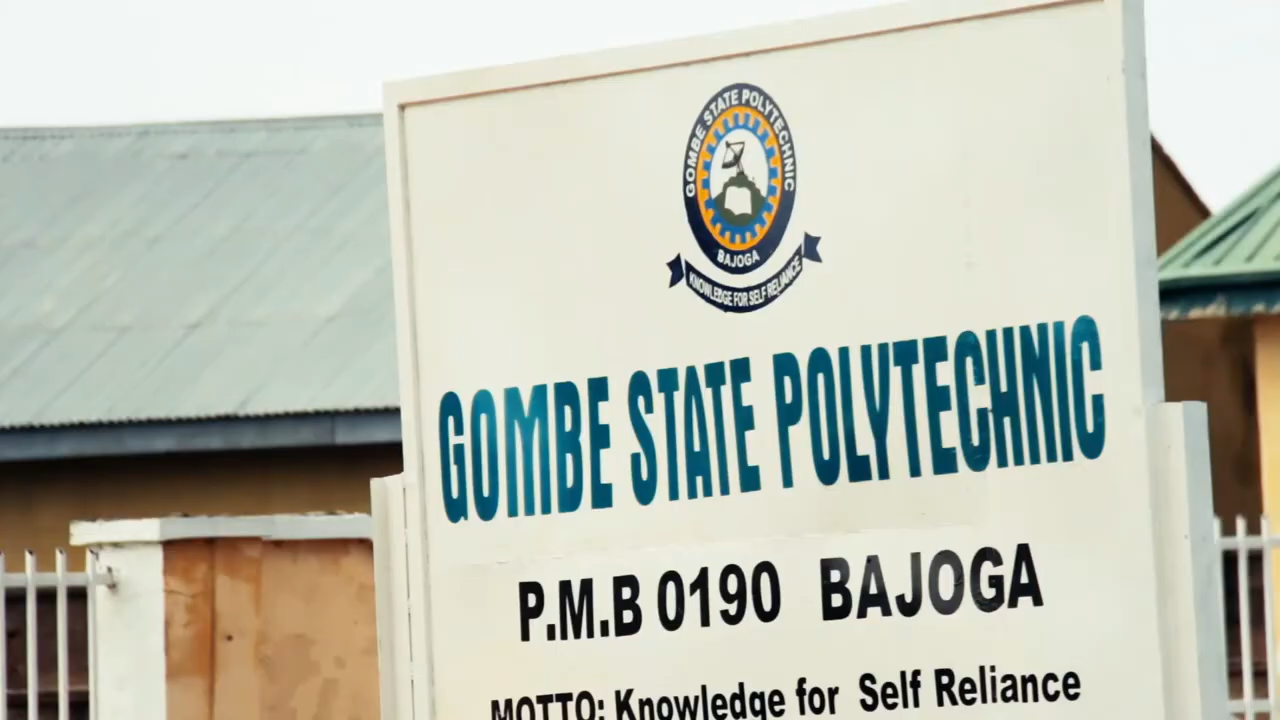 GOMBE STATE POLYTECHNIC
BAJOGA
KNOWLEDGE FOR SELF RELIANCE
GOMBE STATE POLYTECHNIC
P.M.B 0190 BAJOGA
MOTTO: Knowledge for Self Reliance